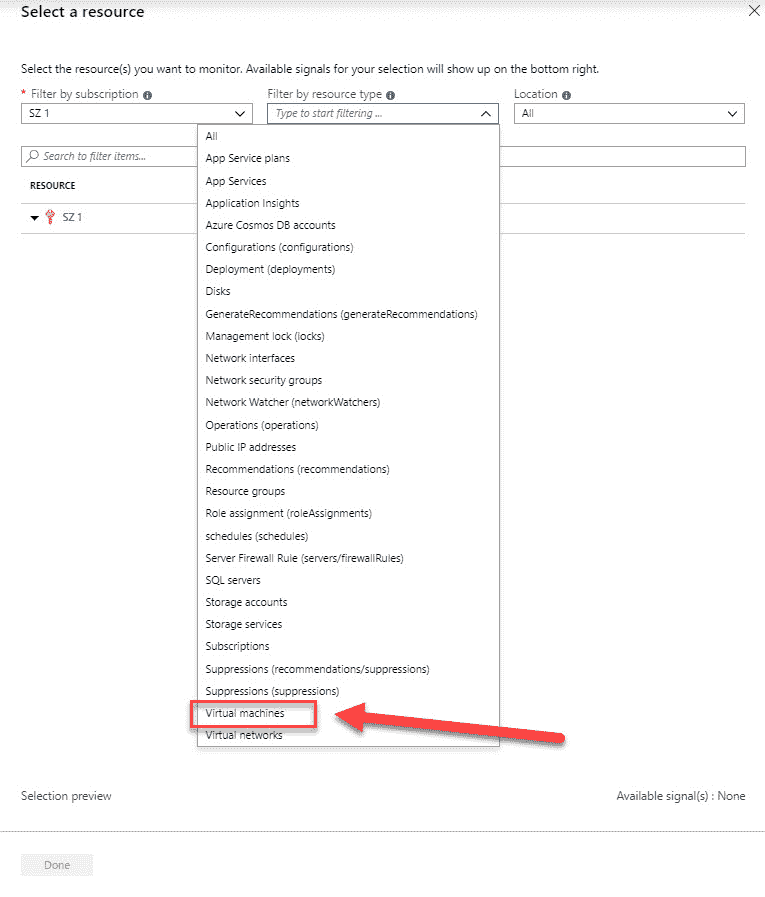 Select a resource
Select the resource(s) you want to monitor. Available signals for your selection will show up on the bottom right.
* Filter by subscription Filter by resource type Location
SZ 1 Type to start filtering ... All
Search to filter items...
RESOURCE
SZ 1
All
App Service plans
App Services
Application Insights
Azure Cosmos DB accounts
Configurations (configurations)
Deployment (deployments)
Disks
GenerateRecommendations (generateRecommendations)
Management lock (locks)
Network interfaces
Network security groups
Network Watcher (networkWatchers)
Operations (operations)
Public IP addresses
Recommendations (recommendations)
Resource groups
Role assignment (roleAssignments)
schedules (schedules)
Server Firewall Rule (servers/firewallRules)
SQL servers
Storage accounts
Storage services
Subscriptions
Suppressions (recommendations/suppressions)
Suppressions (suppressions)
Virtual machines
Virtual networks
Selection preview Available signal(s) : None
Done